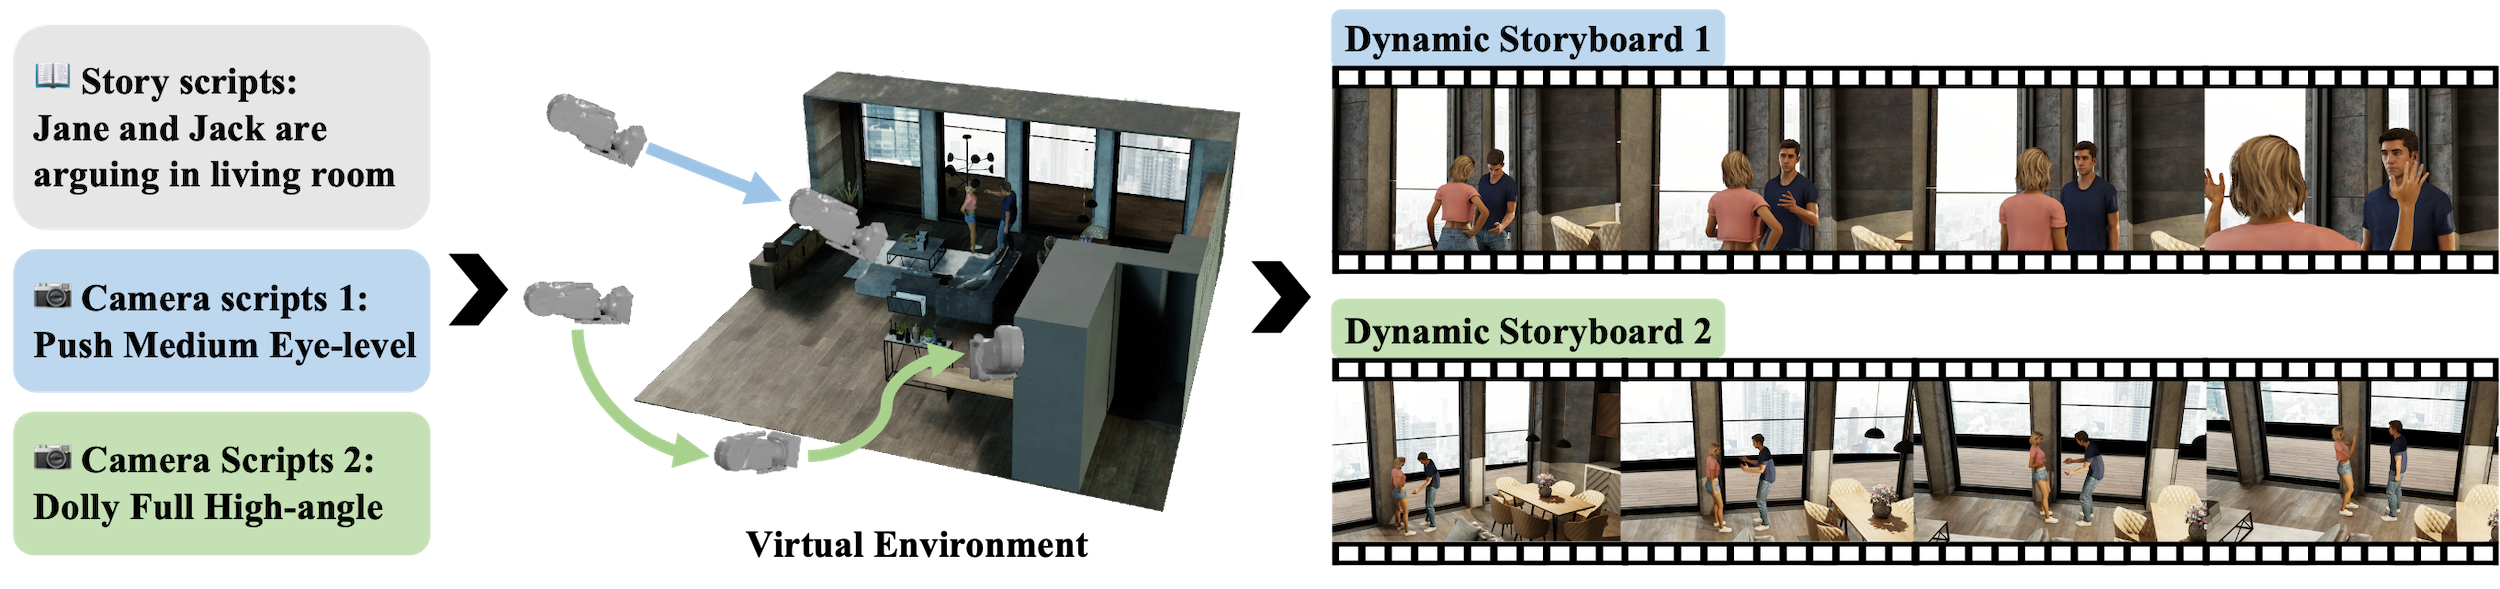 Story scripts:
Jane and Jack are
arguing in living room
Camera scripts 1:
Push Medium Eye-level
Camera Scripts 2:
Dolly Full High-angle
Virtual Environment
Dynamic Storyboard 1
Dynamic Storyboard 2